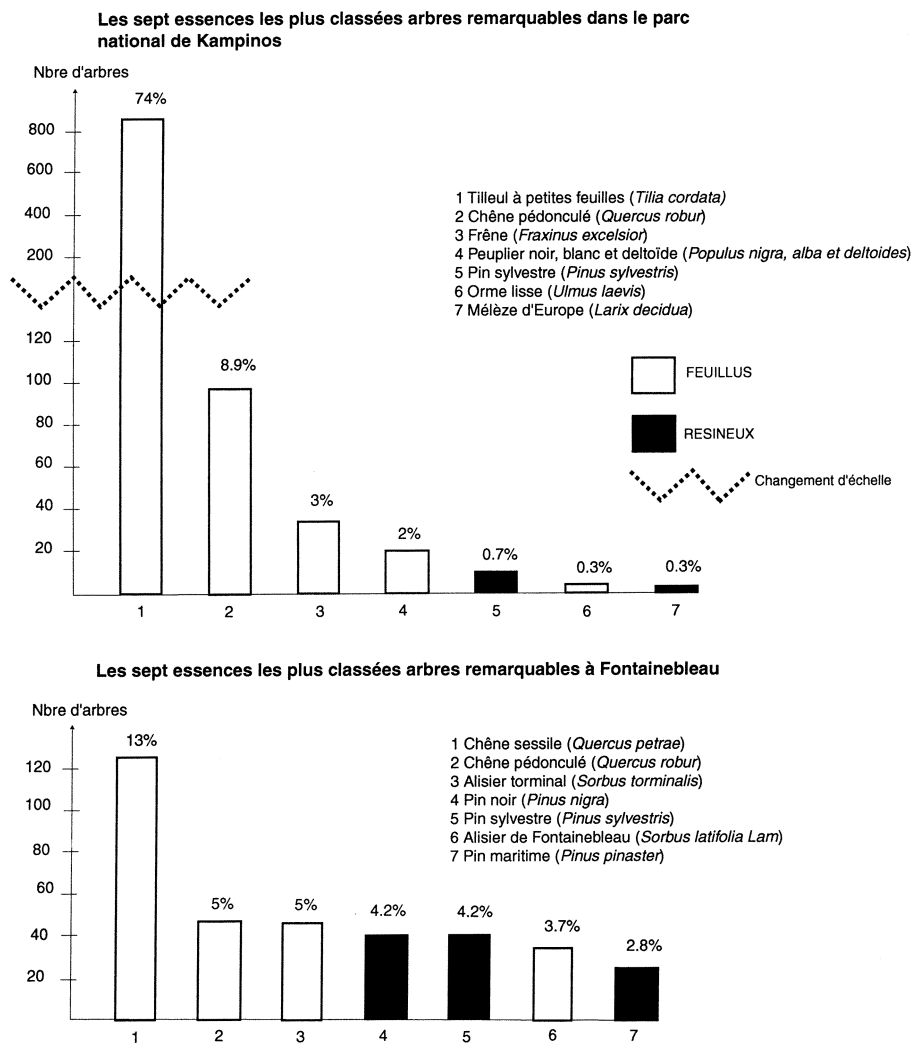 Les sept essences les plus classées arbres remarquables dans le parc
national de Kampinos
Nbre d'arbres
74%
800
600
400
200
120
100
80
60
40
20
8.9%
3%
2%
0.7%
0.3%
0.3%
1 2 3 4 5 6 7
1 Tilleul à petites feuilles (Tilia cordata)
2 Chêne pédonculé (Quercus robur)
3 Frêne (Fraxinus excelsior)
4 Peuplier noir, blanc et deltoïde (Populus nigra, alba et deltoides)
5 Pin sylvestre (Pinus sylvestris)
6 Orme lisse (Ulmus laevis)
7 Mélèze d'Europe (Larix decidua)
FEUILLUS
RESINEUX
Changement d'échelle
Les sept essences les plus classées arbres remarquables à Fontainebleau
Nbre d'arbres
13%
120
100
80
60
40
20
5%
5%
4.2%
4.2%
3.7%
2.8%
1 2 3 4 5 6 7
1 Chêne sessile (Quercus petrae)
2 Chêne pédonculé (Quercus robur)
3 Alisier torminal (Sorbus torminalis)
4 Pin noir (Pinus nigra)
5 Pin sylvestre (Pinus sylvestris)
6 Alisier de Fontainebleau (Sorbus latifolia Lam)
7 Pin maritime (Pinus pinaster)